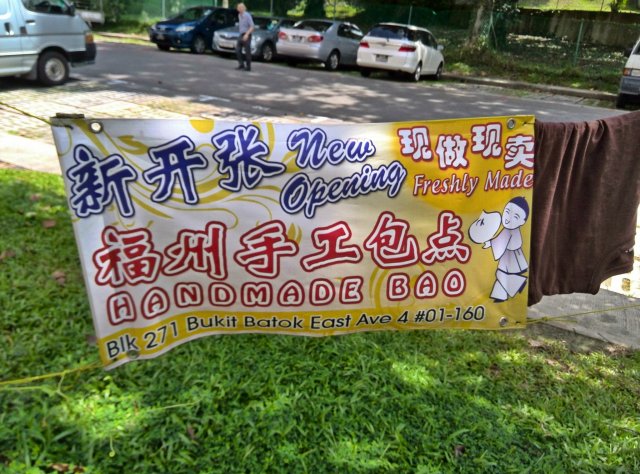 新开张 New Opening 现做现卖
Freshly Made
福州手工包点
HANDMADE BAO
Blk 271 Bukit Batok East Ave 4 #01-160